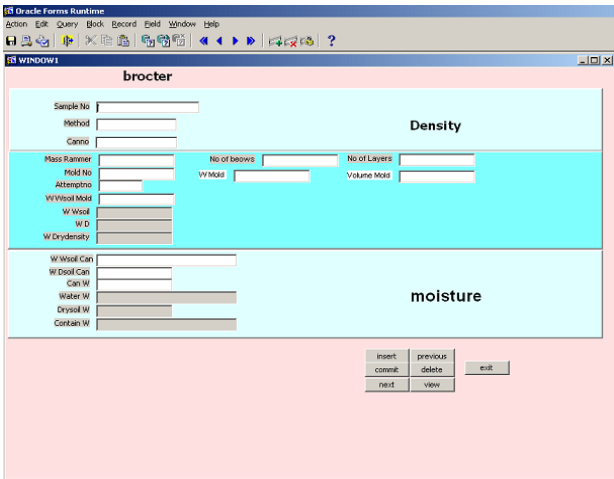 Oracle Forms Runtime
Action Edit Query Block Record Field Window Help
WINDOW1
brocter
Sample No
Method
Canno
Density
Mass Rammer
No of beows
No of Layers
Mold No
W Mold
Volume Mold
Attemptno
W Wsoil Mold
W Wsoil
W D
W Drydensity
W Wsoil Can
W Dsoil Can
Can W
Water W
Drysoil W
Contain W
moisture
insert previous
commit delete exit
next view